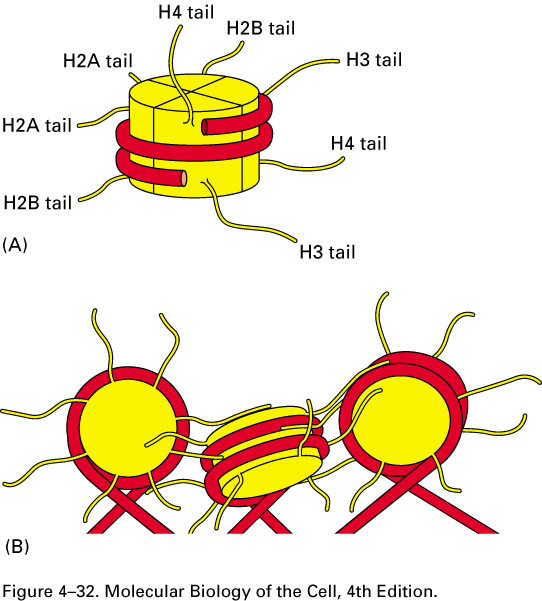 H4 tail
H2B tail
H2A tail
H3 tail
H2A tail
H4 tail
H2B tail
(A)
H3 tail
(B)
Figure 4–32. Molecular Biology of the Cell, 4th Edition.